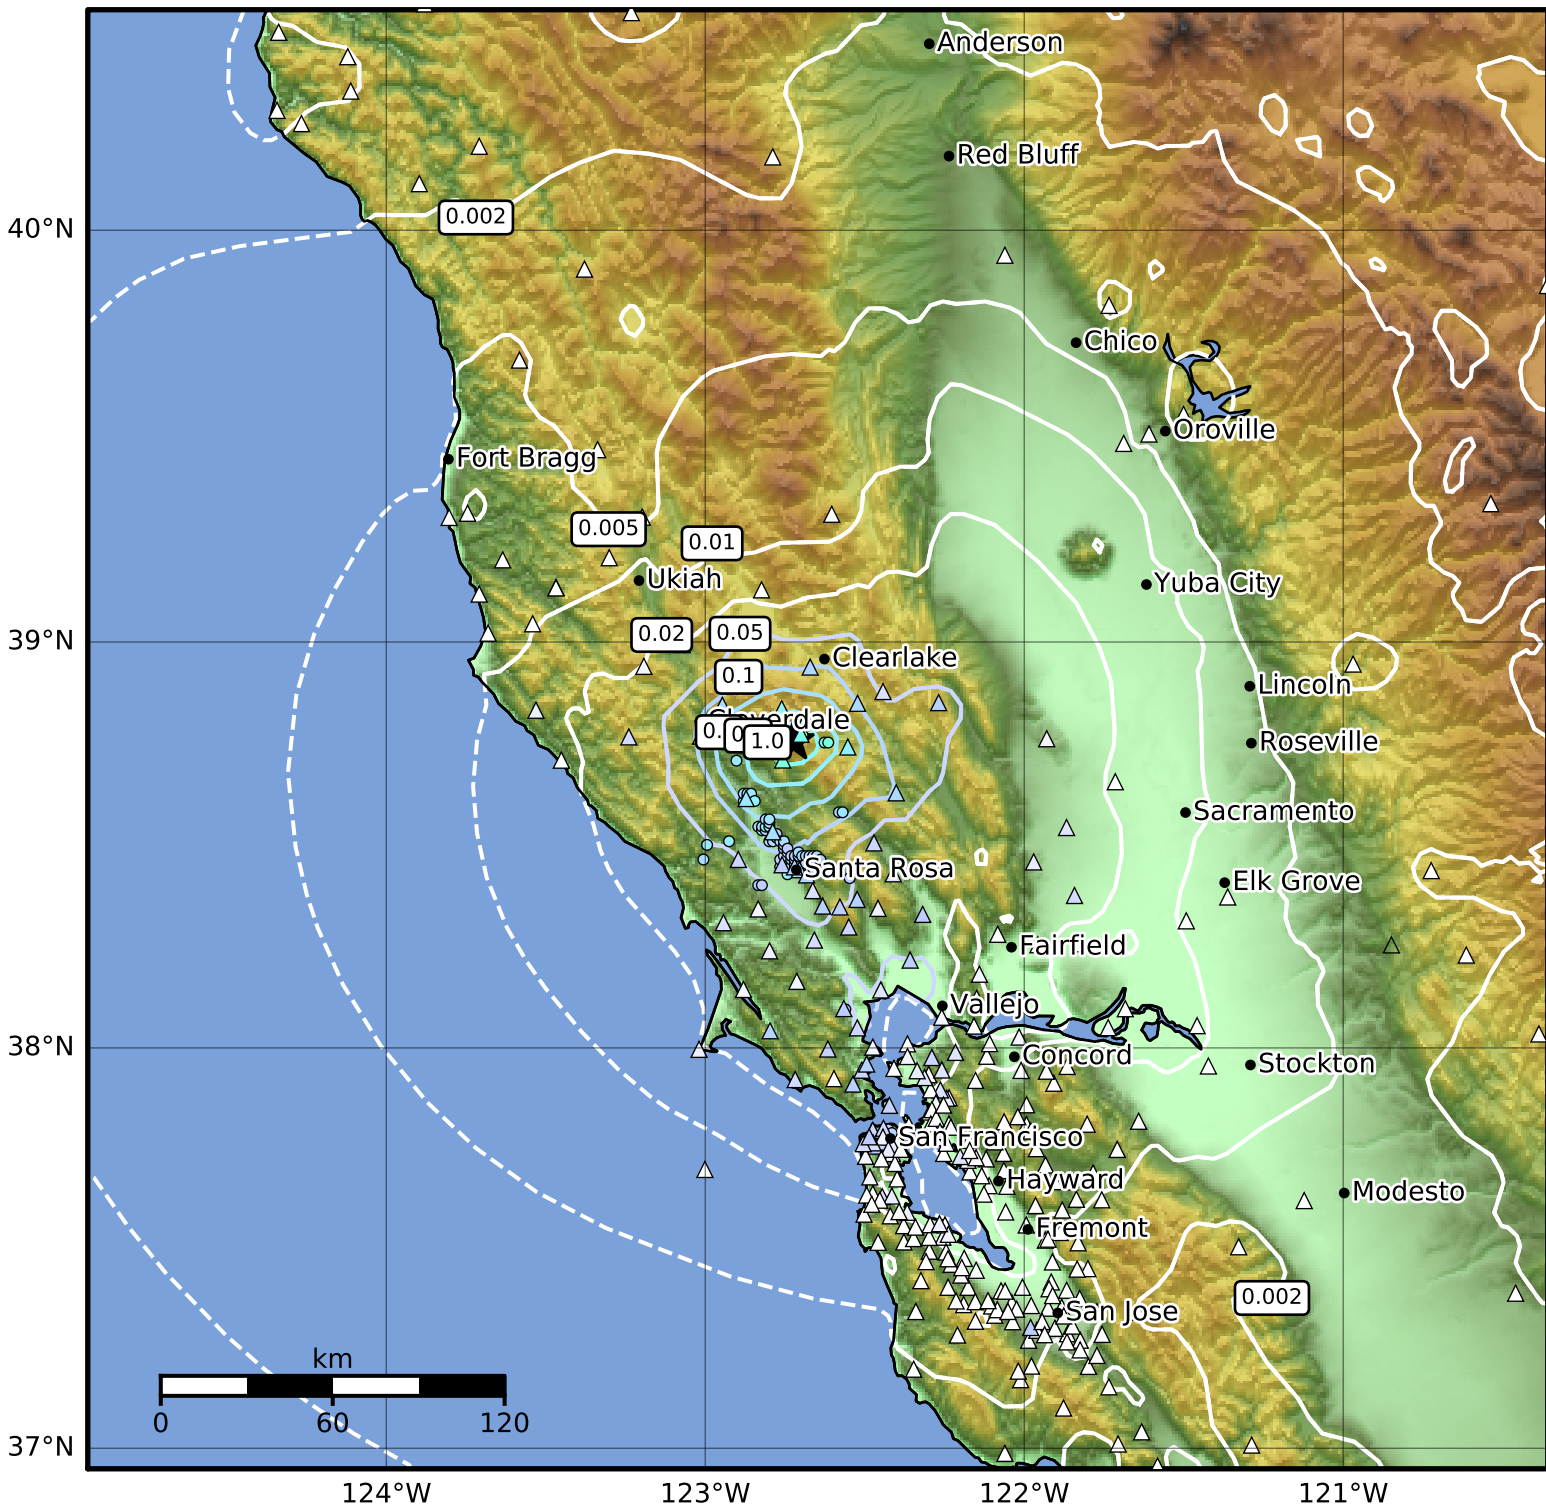 Anderson
Red Bluff
40°N
0.002
Chico
Oroville
Fort Bragg
0.005
0.01
Ukiah
Yuba City
39°N
0.02
0.05
Clearlake
0.1
Lincoln
Cloverdale
1.0
Roseville
Sacramento
Santa Rosa
Elk Grove
Fairfield
Vallejo
38°N
Concord
Stockton
San Francisco
Hayward
Modesto
Fremont
0.002
San Jose
km
0 60 120
37°N
124°W 123°W 122°W 121°W